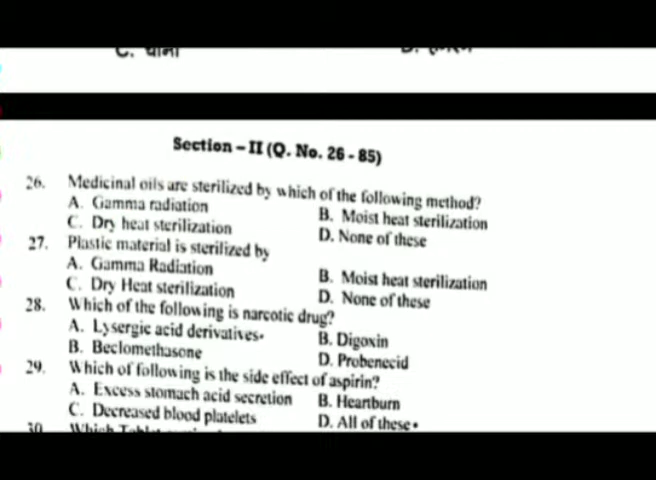 Section – II (Q. No. 26 - 85)
26. Medicinal oils are sterilized by which of the following method?
A. Gamma radiation B. Moist heat sterilization
C. Dry heat sterilization D. None of these
27. Plastic material is sterilized by
A. Gamma Radiation B. Moist heat sterilization
C. Dry Heat sterilization D. None of these
28. Which of the following is narcotic drug?
A. Lysergic acid derivatives B. Digoxin
B. Beclomethasone D. Probenecid
29. Which of following is the side effect of aspirin?
A. Excess stomach acid secretion B. Heartburn
C. Decreased blood platelets D. All of these
30 Which